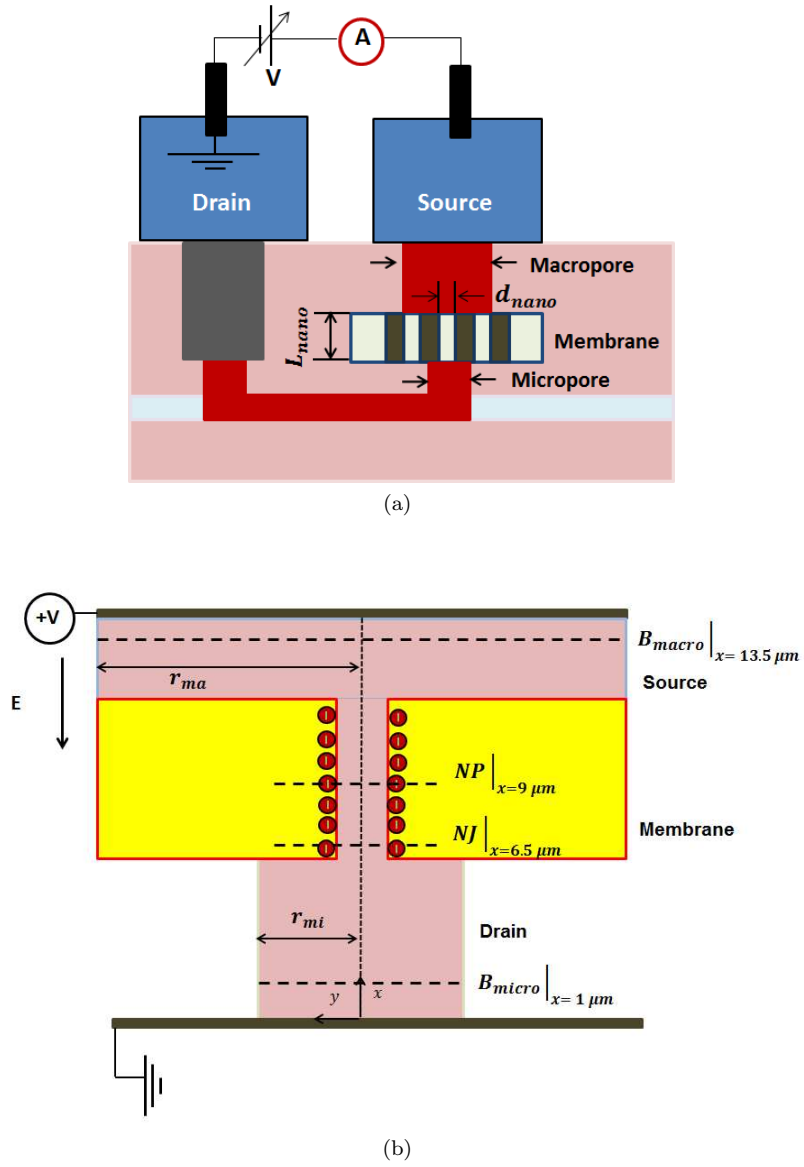 A
V
Drain
Source
Macropore
d_nano
L_nano
Membrane
Micropore
(a)
+V
B_macro|x= 13.5 μm
r_ma
Source
E
NP|x=9 μm
NJ|x=6.5 μm
Membrane
r_mi
Drain
B_micro|x= 1 μm
y
x
(b)